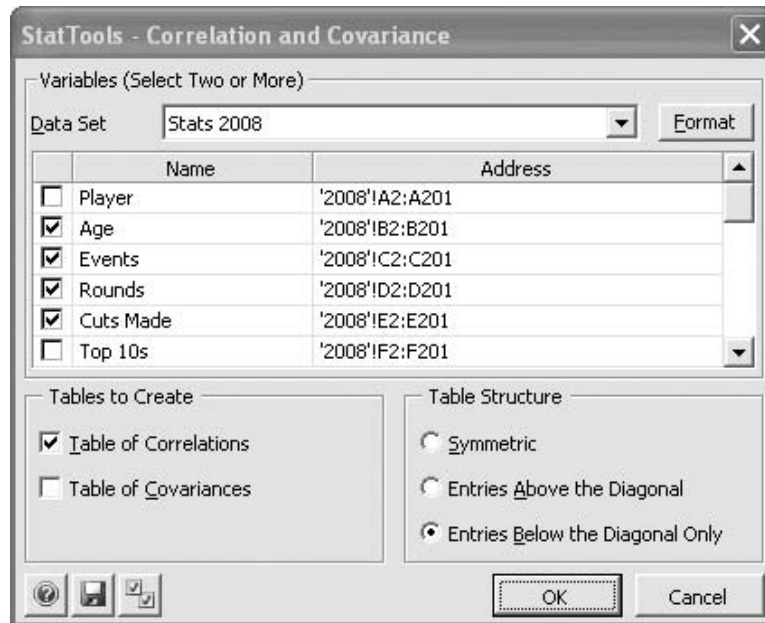 StatTools - Correlation and Covariance
Variables (Select Two or More)
Data Set Stats 2008 Format
Name Address
Player '2008'!A2:A201
Age '2008'!B2:B201
Events '2008'!C2:C201
Rounds '2008'!D2:D201
Cuts Made '2008'!E2:E201
Top 10s '2008'!F2:F201
Tables to Create
Table of Correlations
Table of Covariances
Table Structure
Symmetric
Entries Above the Diagonal
Entries Below the Diagonal Only
OK Cancel